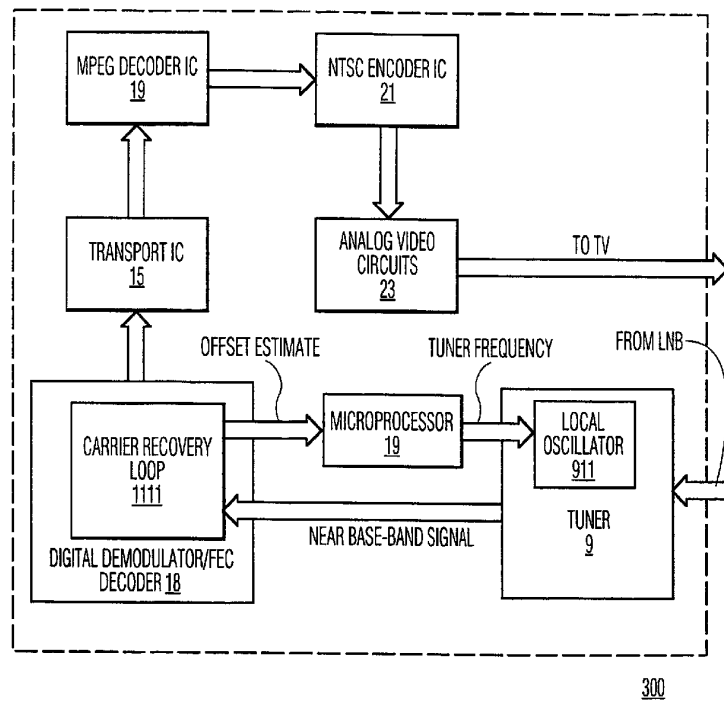 MPEG DECODER IC
19
NTSC ENCODER IC
21
TRANSPORT IC
15
ANALOG VIDEO
CIRCUITS
23
TO TV
FROM LNB
OFFSET ESTIMATE
TUNER FREQUENCY
CARRIER RECOVERY
LOOP
1111
MICROPROCESSOR
19
LOCAL
OSCILLATOR
911
TUNER
9
NEAR BASE-BAND SIGNAL
DIGITAL DEMODULATOR/FEC
DECODER 18
300